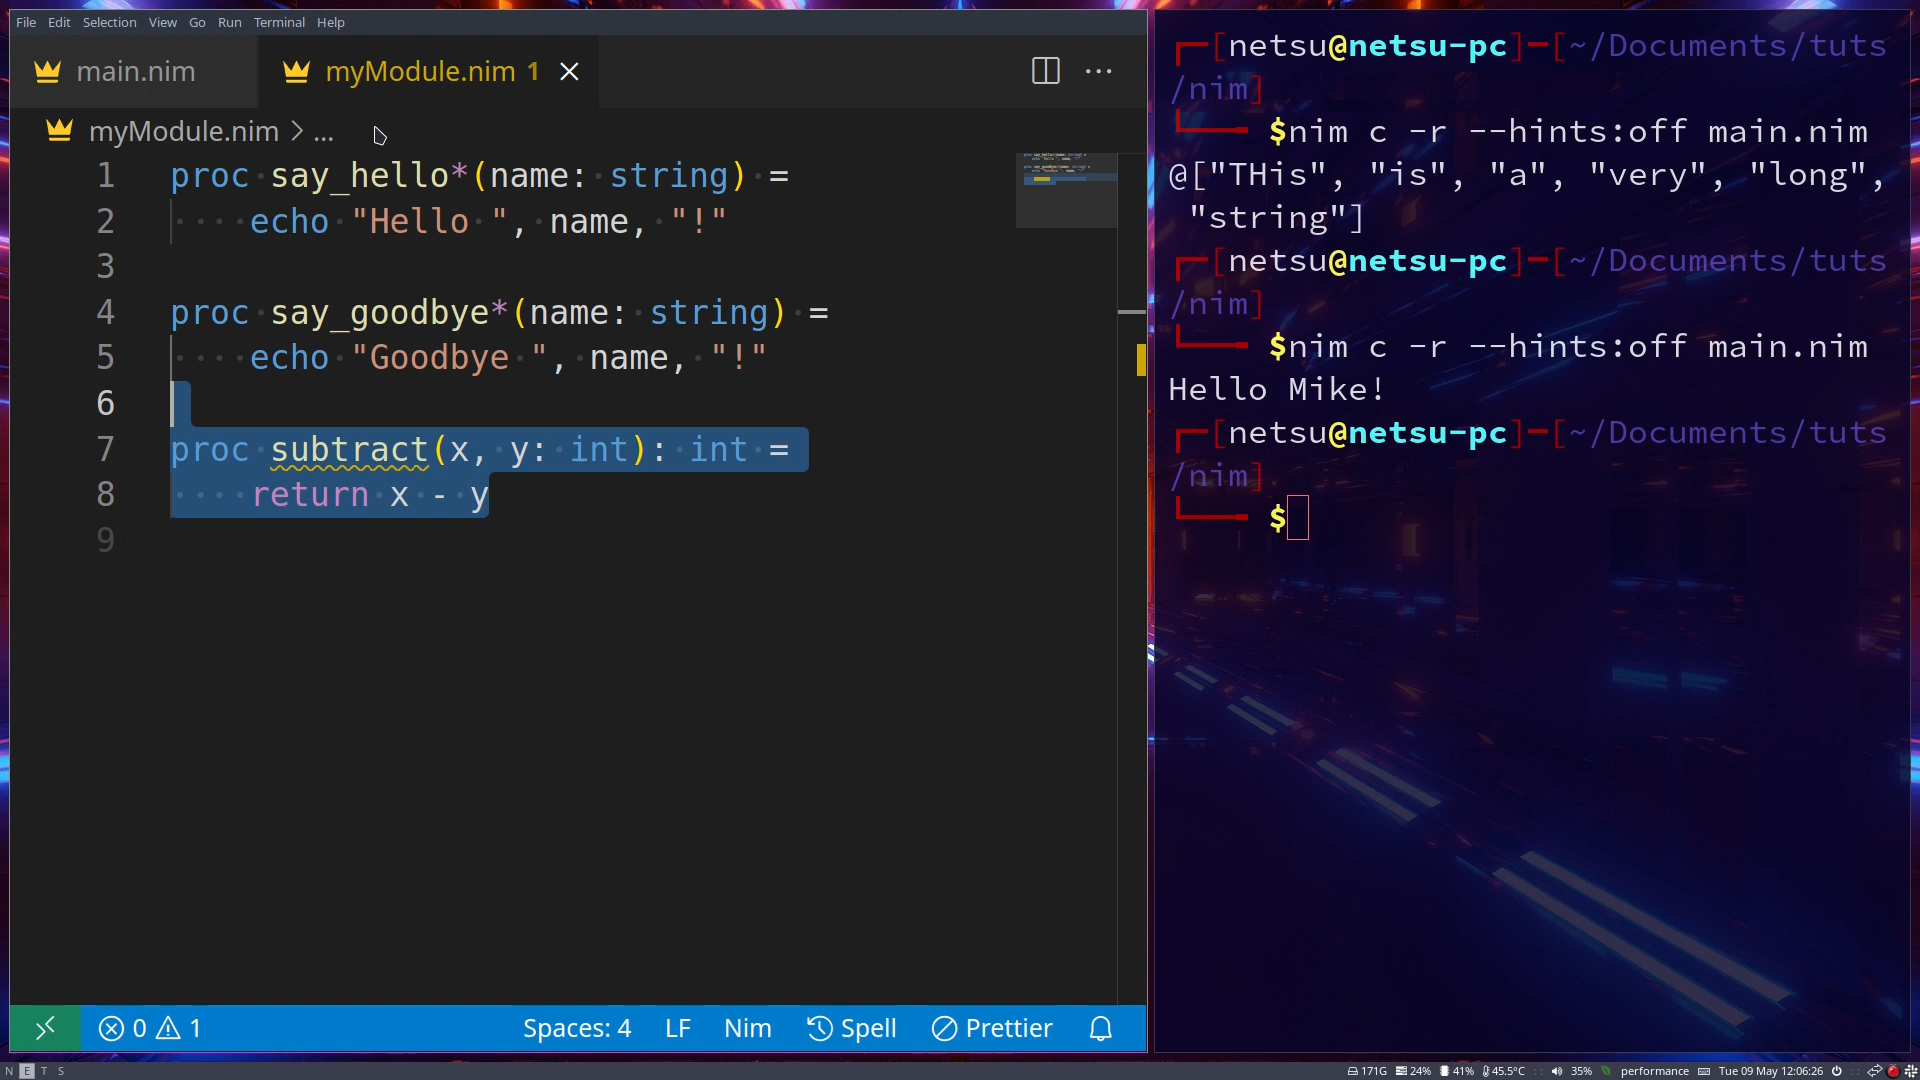 File Edit Selection View Go Run Terminal Help
main.nim
myModule.nim 1
myModule.nim > ...
1 proc say_hello*(name: string) =
2 echo "Hello ", name, "!"
3
4 proc say_goodbye*(name: string) =
5 echo "Goodbye ", name, "!"
6
7 proc subtract(x, y: int): int =
8 return x - y
9
0 1 Spaces: 4 LF Nim Spell Prettier
[netsu@netsu-pc]-[~/Documents/tuts
/nim]
$nim c -r --hints:off main.nim
@["THis", "is", "a", "very", "long",
"string"]
[netsu@netsu-pc]-[~/Documents/tuts
/nim]
$nim c -r --hints:off main.nim
Hello Mike!
[netsu@netsu-pc]-[~/Documents/tuts
/nim]
$
N E T S 171G 24% 41% 45.5°C 35% performance Tue 09 May 12:06:26